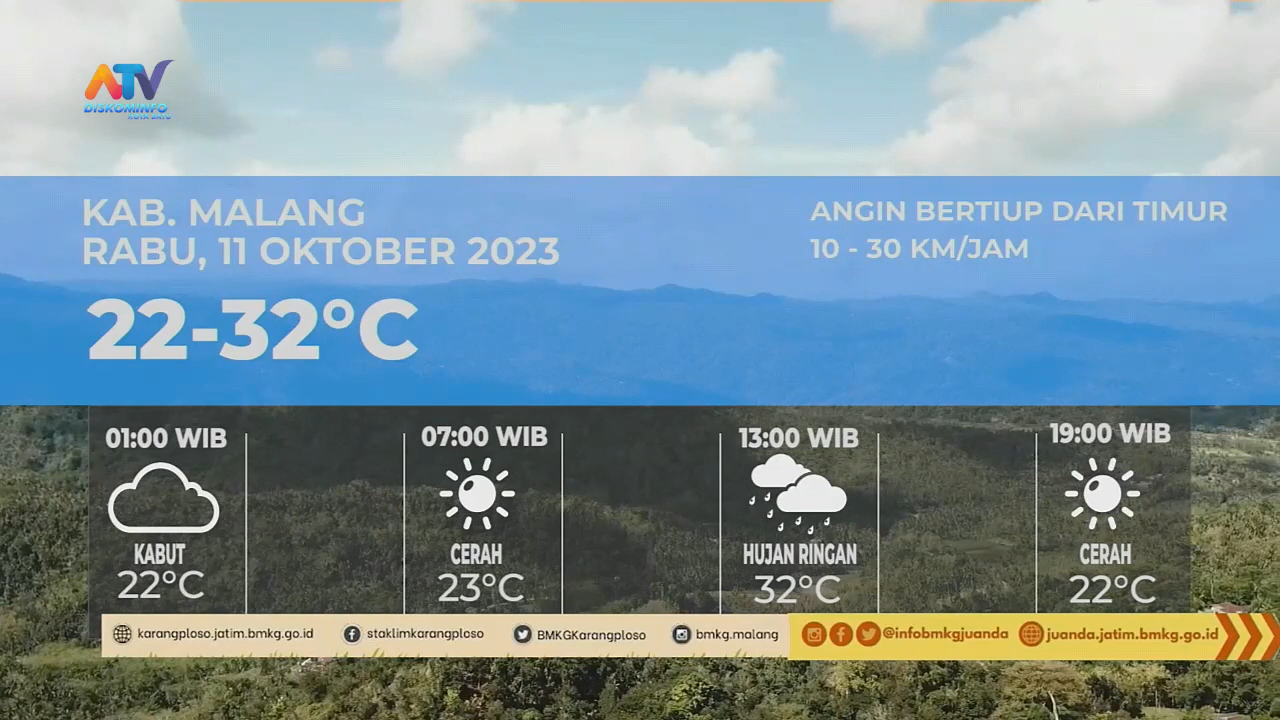 ATV
DISKOMINFO
KOTA BATU
KAB. MALANG
RABU, 11 OKTOBER 2023
22-32°C
ANGIN BERTIUP DARI TIMUR
10 - 30 KM/JAM
01:00 WIB
KABUT
22°C
07:00 WIB
CERAH
23°C
13:00 WIB
HUJAN RINGAN
32°C
19:00 WIB
CERAH
22°C
karangploso.jatim.bmkg.go.id
staklimkarangploso
BMKGKarangploso
bmkg.malang
@infobmkgjuanda
juanda.jatim.bmkg.go.id